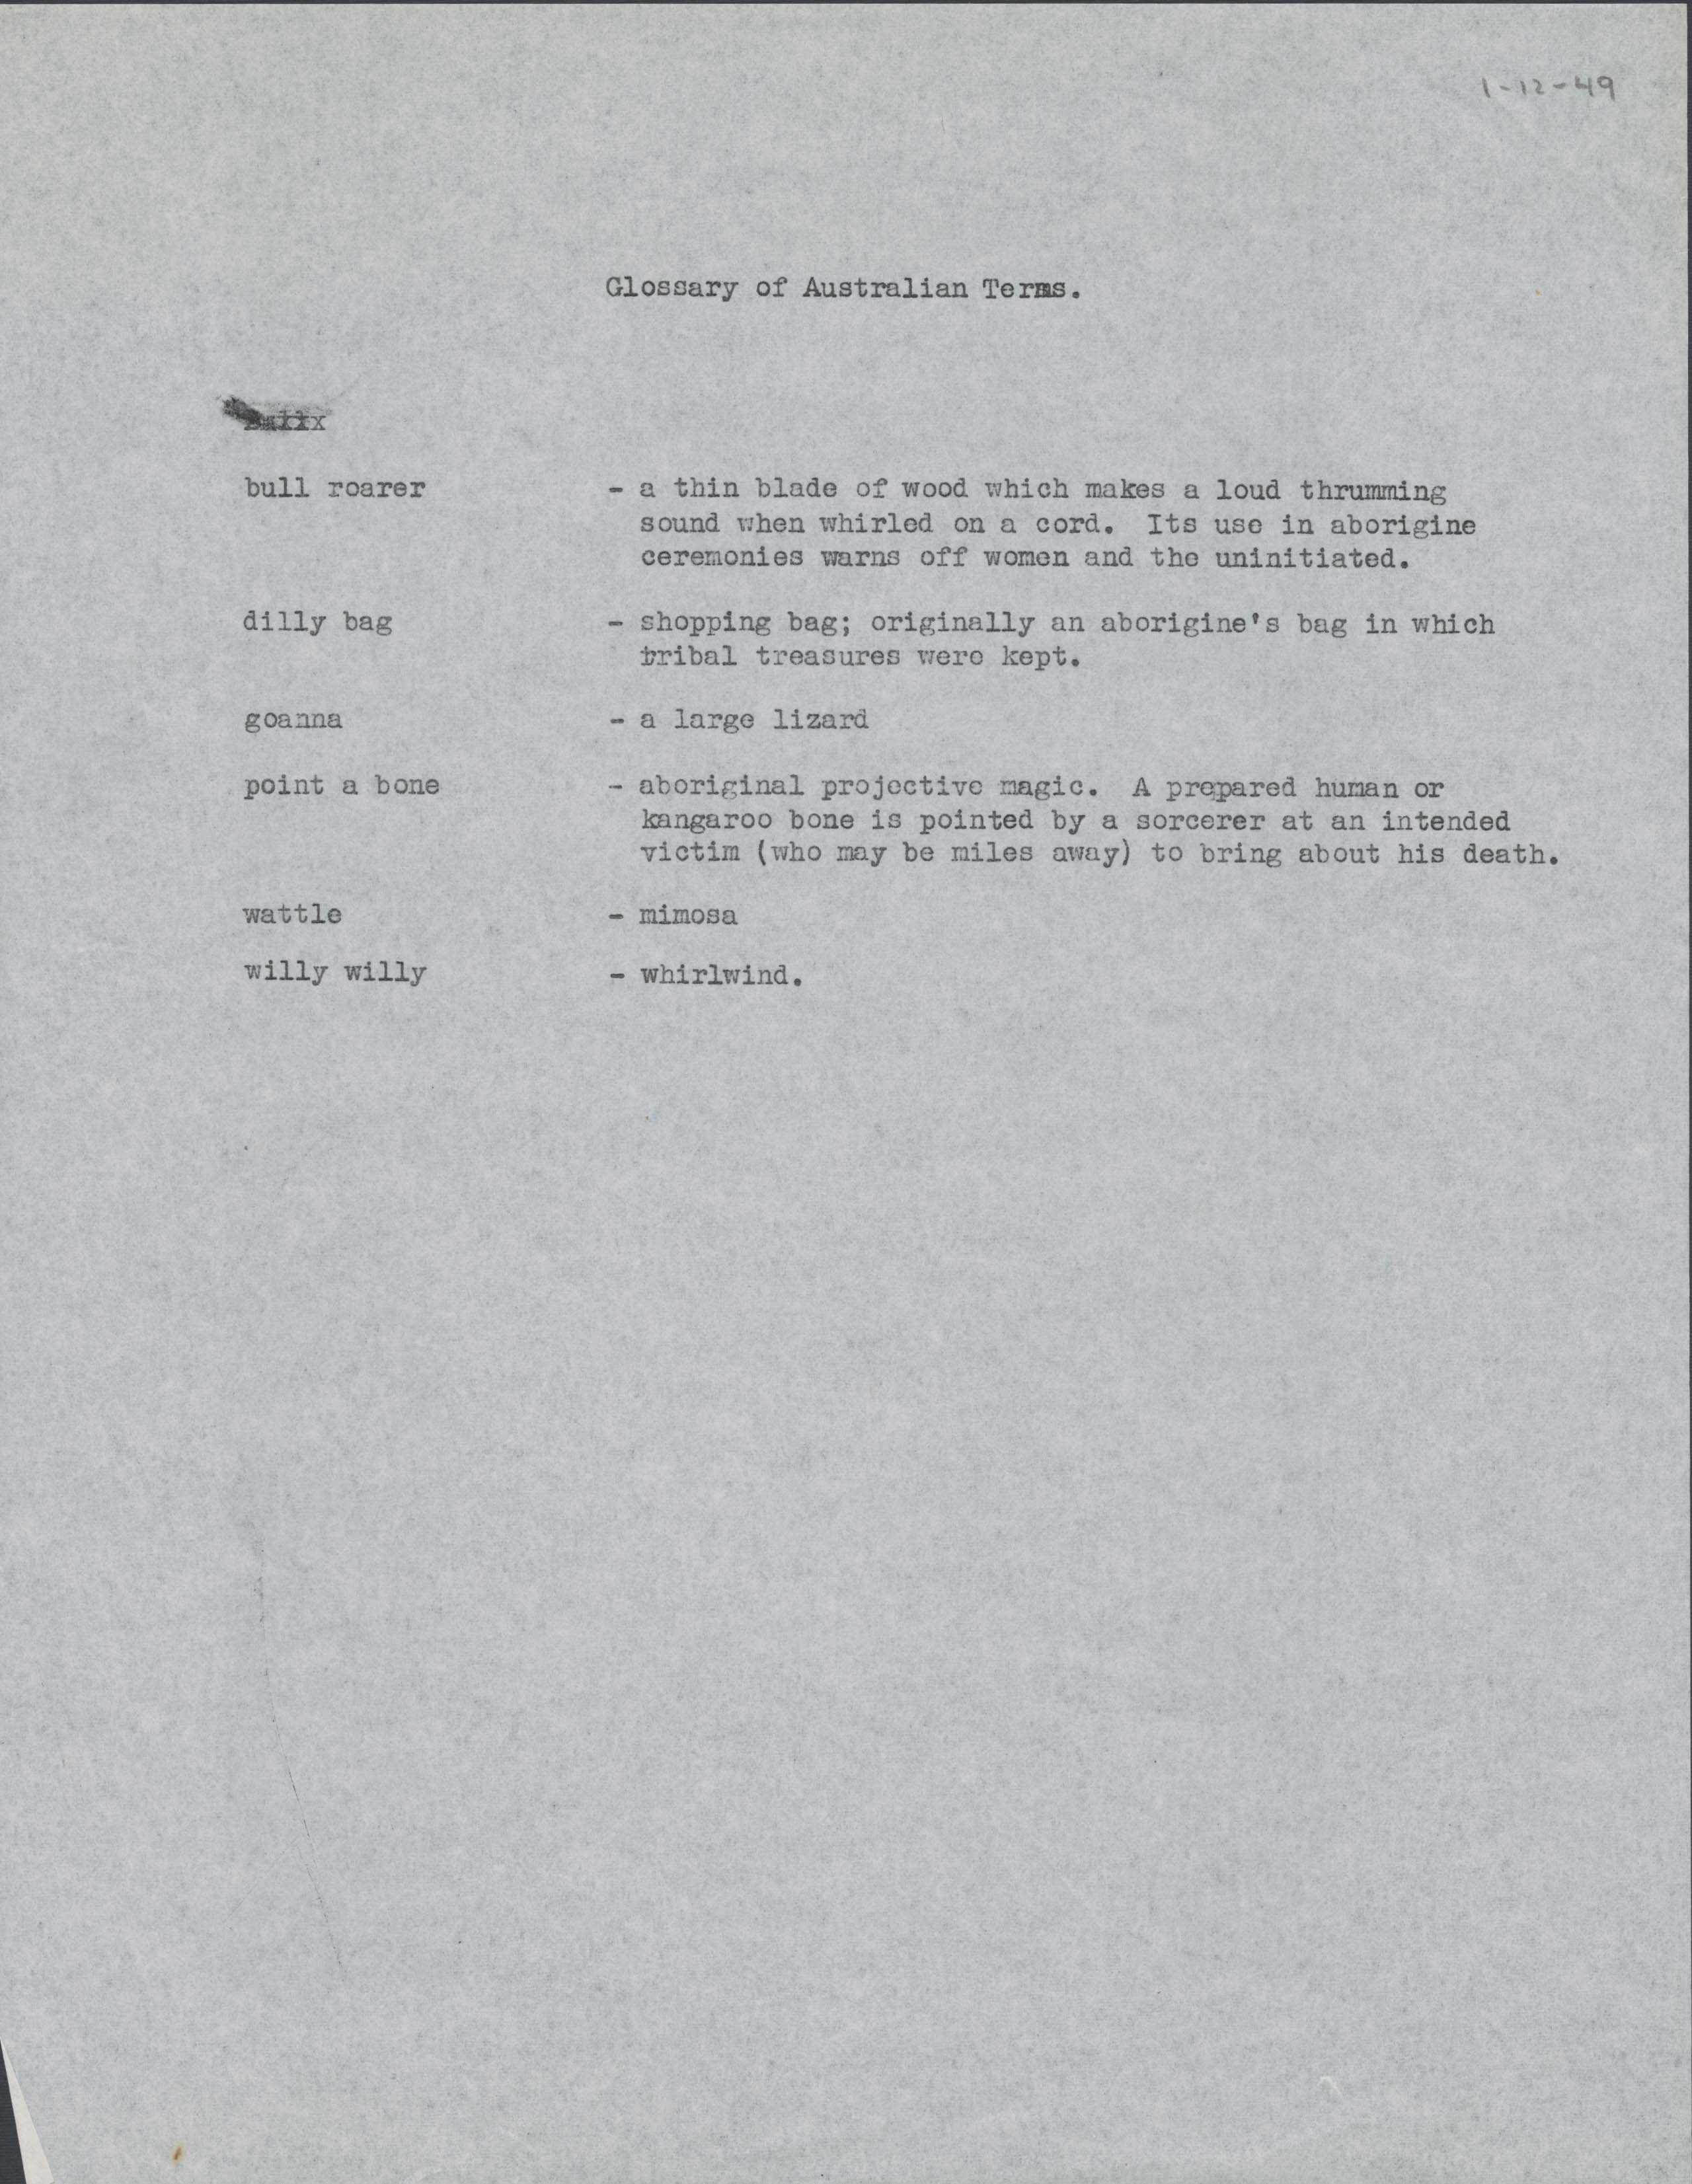 1-12-49
Glossary of Australian Terms.
bull roarer - a thin blade of wood which makes a loud thrumming
sound when whirled on a cord. Its use in aborigine
ceremonies warns off women and the uninitiated.
dilly bag - shopping bag; originally an aborigine's bag in which
tribal treasures were kept.
goanna - a large lizard
point a bone - aboriginal projective magic. A prepared human or
kangaroo bone is pointed by a sorcerer at an intended
victim (who may be miles away) to bring about his death.
wattle - mimosa
willy willy - whirlwind.